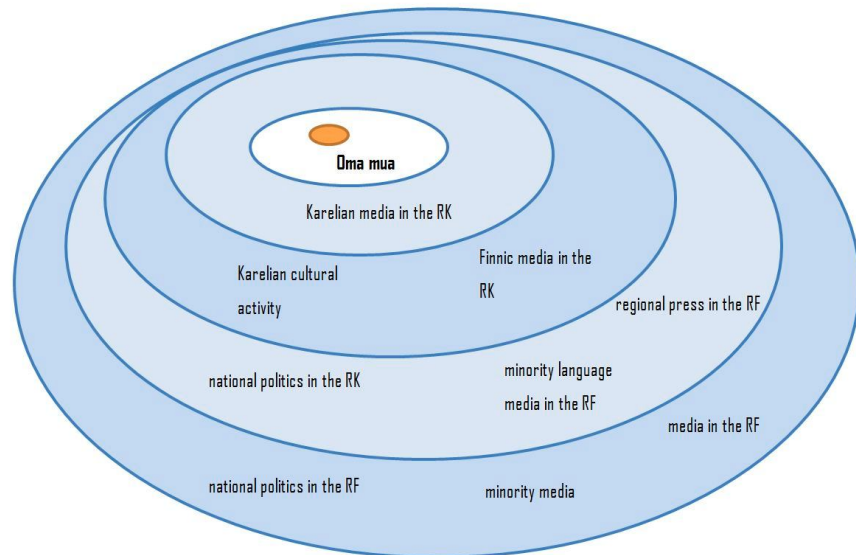 Oma mua
Karelian media in the RK
Karelian cultural
activity
Finnic media in the
RK
regional press in the RF
national politics in the RK
minority language
media in the RF
media in the RF
national politics in the RF
minority media